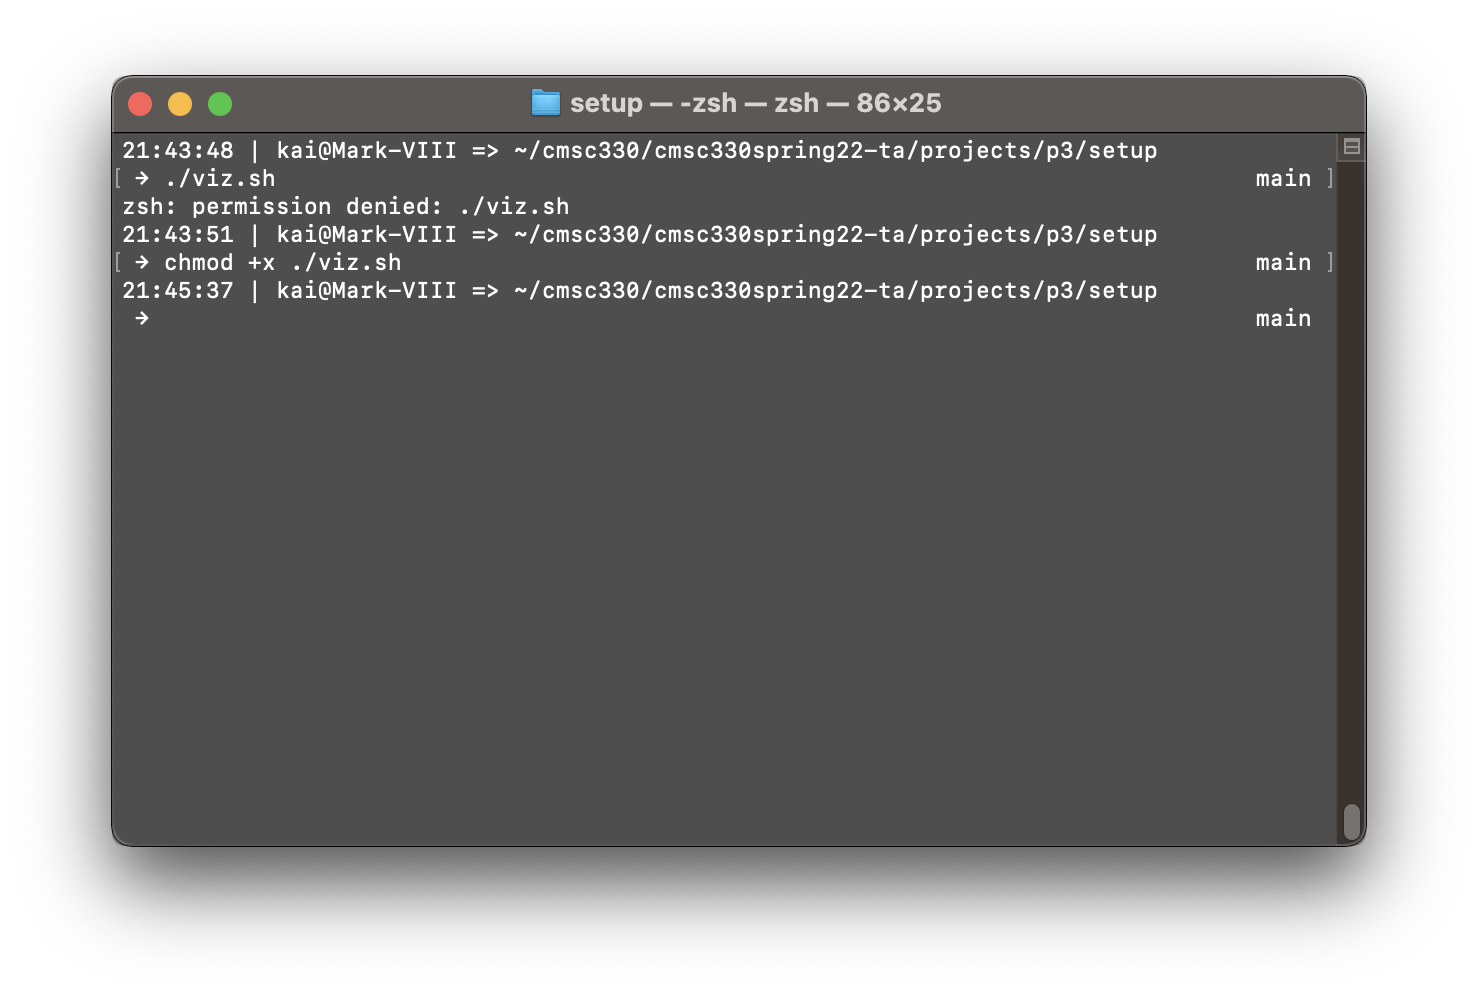 setup — -zsh — zsh — 86×25
21:43:48 | kai@Mark-VIII => ~/cmsc330/cmsc330spring22-ta/projects/p3/setup
[ → ./viz.sh main ]
zsh: permission denied: ./viz.sh
21:43:51 | kai@Mark-VIII => ~/cmsc330/cmsc330spring22-ta/projects/p3/setup
[ → chmod +x ./viz.sh main ]
21:45:37 | kai@Mark-VIII => ~/cmsc330/cmsc330spring22-ta/projects/p3/setup
→ main